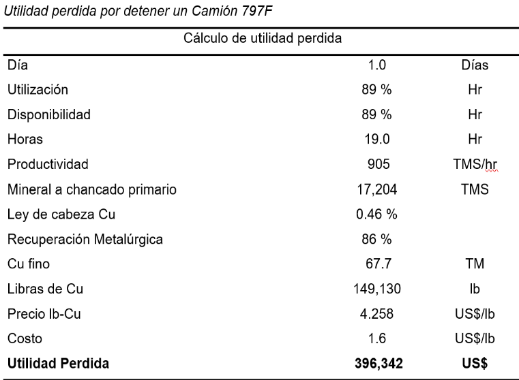 Utilidad perdida por detener un Camión 797F
Cálculo de utilidad perdida
Día 1.0 Días
Utilización 89 % Hr
Disponibilidad 89 % Hr
Horas 19.0 Hr
Productividad 905 TMS/hr
Mineral a chancado primario 17,204 TMS
Ley de cabeza Cu 0.46 %
Recuperación Metalúrgica 86 %
Cu fino 67.7 TM
Libras de Cu 149,130 lb
Precio lb-Cu 4.258 US$/lb
Costo 1.6 US$/lb
Utilidad Perdida 396,342 US$